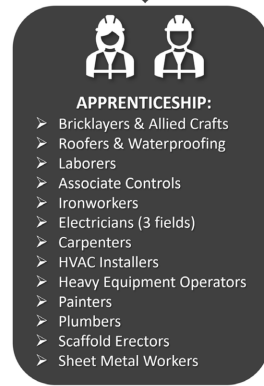 APPRENTICESHIP:
➢ Bricklayers & Allied Crafts
➢ Roofers & Waterproofing
➢ Laborers
➢ Associate Controls
➢ Ironworkers
➢ Electricians (3 fields)
➢ Carpenters
➢ HVAC Installers
➢ Heavy Equipment Operators
➢ Painters
➢ Plumbers
➢ Scaffold Erectors
➢ Sheet Metal Workers